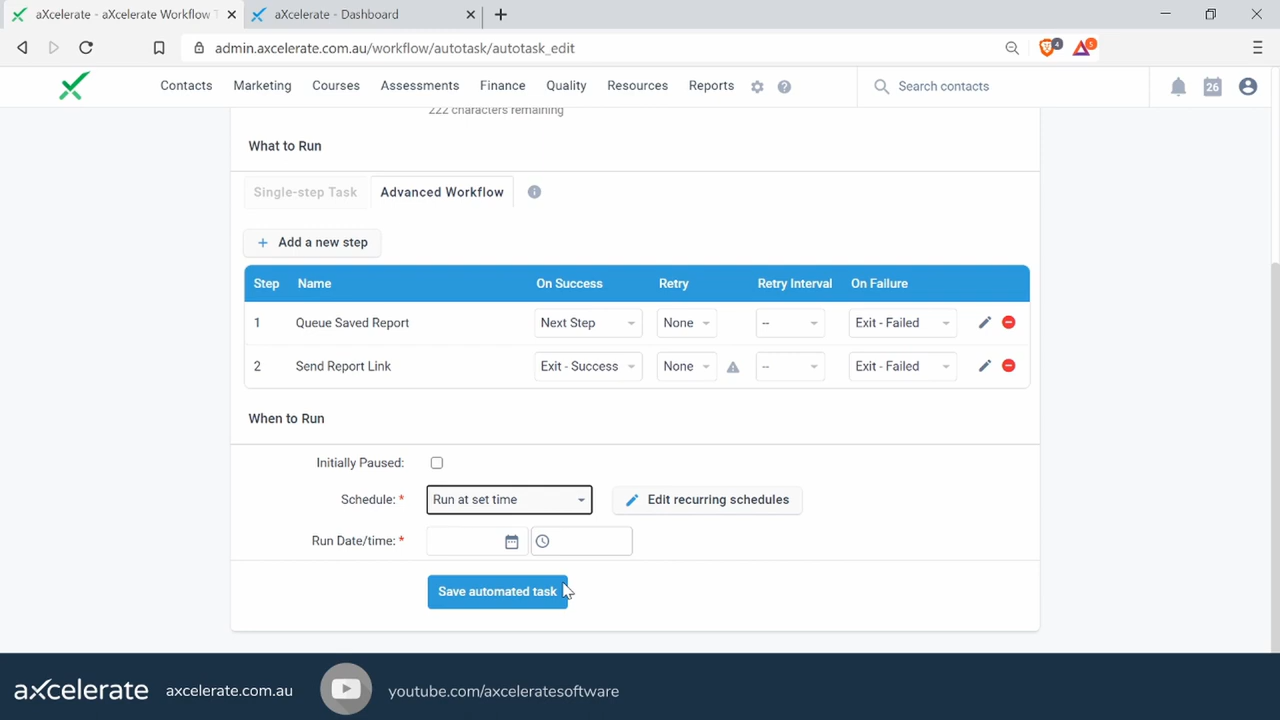 aXcelerate - aXcelerate Workflow T
aXcelerate - Dashboard
admin.axcelerate.com.au/workflow/autotask/autotask_edit
4
5
Contacts Marketing Courses Assessments Finance Quality Resources Reports
Search contacts
26
222 characters remaining
What to Run
Single-step Task Advanced Workflow
+ Add a new step
Step Name On Success Retry Retry Interval On Failure
1 Queue Saved Report Next Step None -- Exit - Failed
2 Send Report Link Exit - Success None -- Exit - Failed
When to Run
Initially Paused:
Schedule: * Run at set time Edit recurring schedules
Run Date/time: *
Save automated task
axcelerate axcelerate.com.au youtube.com/axceleratesoftware